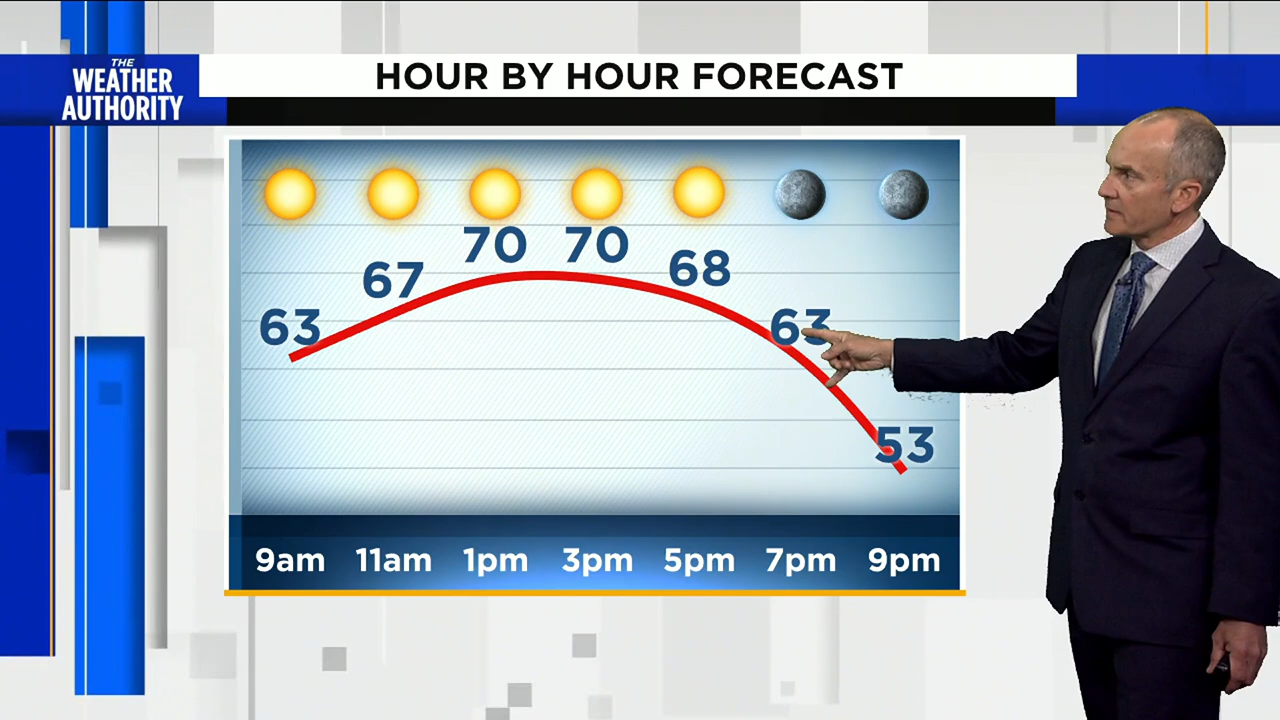 THE
WEATHER
AUTHORITY
HOUR BY HOUR FORECAST
63 67 70 70 68 63 53
9am 11am 1pm 3pm 5pm 7pm 9pm